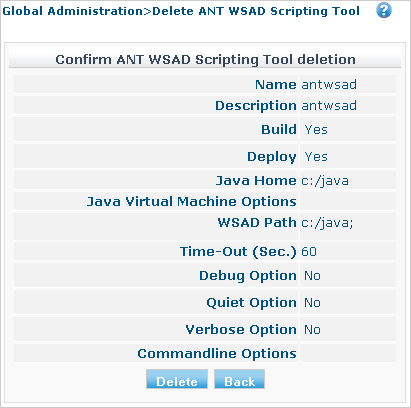 Global Administration>Delete ANT WSAD Scripting Tool ?
Confirm ANT WSAD Scripting Tool deletion
Name antwsad
Description antwsad
Build Yes
Deploy Yes
Java Home c:/java
Java Virtual Machine Options
WSAD Path c:/java;
Time-Out (Sec.) 60
Debug Option No
Quiet Option No
Verbose Option No
Commandline Options
Delete Back